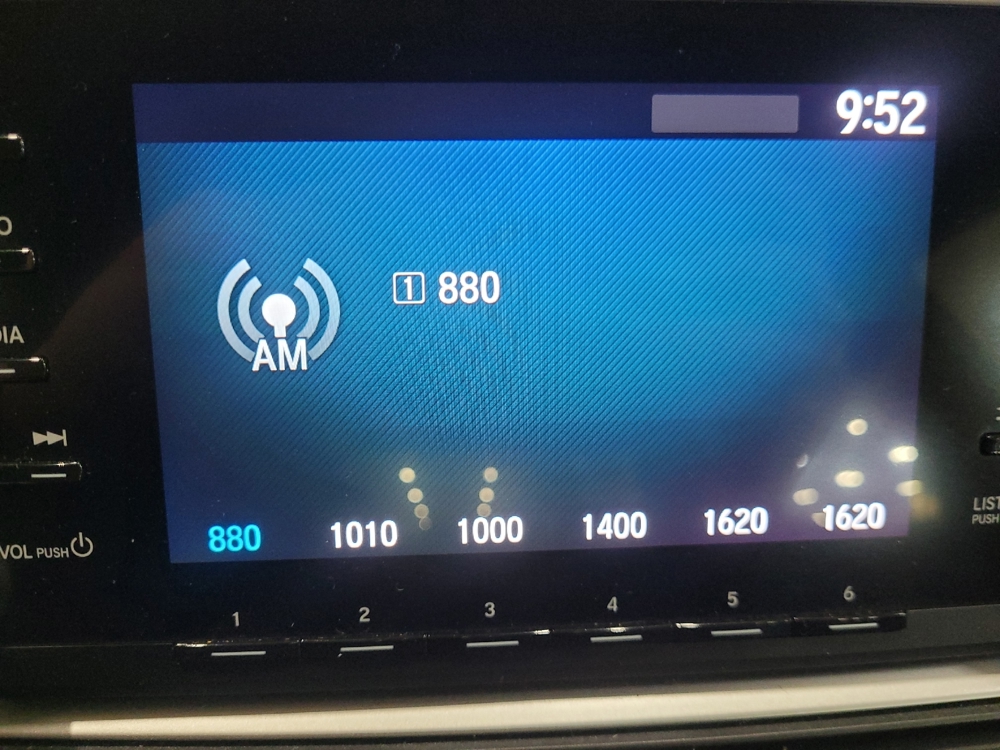 9:52
O
DIA
AM
1 880
880 1010 1000 1400 1620 1620
VOL PUSH
LIST
PUSH
1 2 3 4 5 6